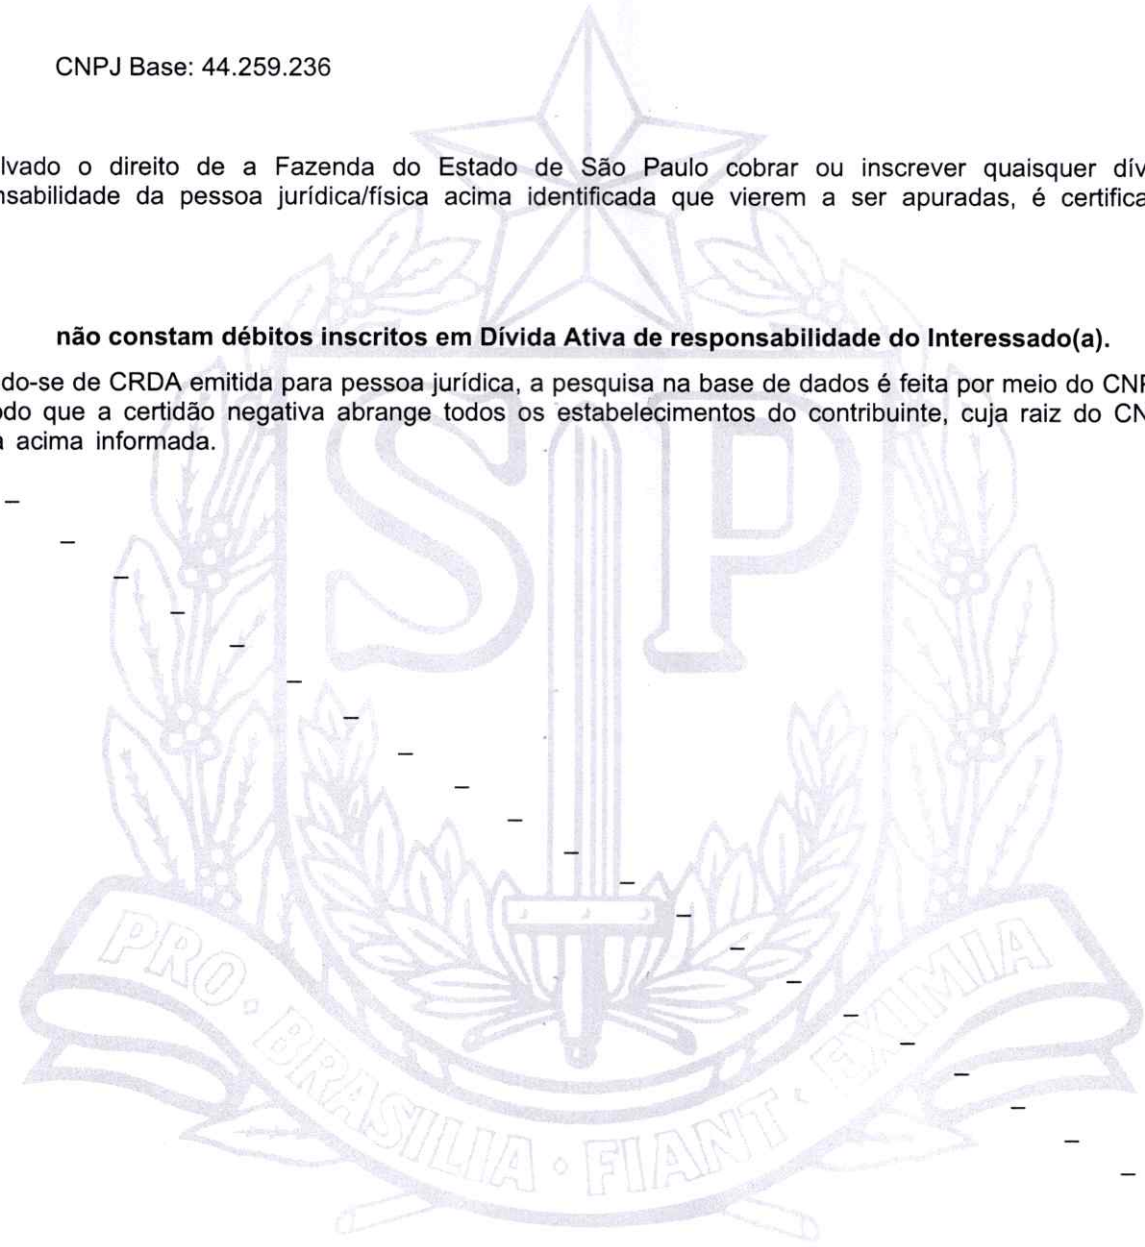 CNPJ Base: 44.259.236
lvado o direito de a Fazenda do Estado de São Paulo cobrar ou inscrever quaisquer dív
nsabilidade da pessoa jurídica/física acima identificada que vierem a ser apuradas, é certifica
não constam débitos inscritos em Dívida Ativa de responsabilidade do Interessado(a).
do-se de CRDA emitida para pessoa jurídica, a pesquisa na base de dados é feita por meio do CNP
odo que a certidão negativa abrange todos os estabelecimentos do contribuinte, cuja raiz do CN
a acima informada.
SP
PRO BRASILIA FIANT EXIMIA